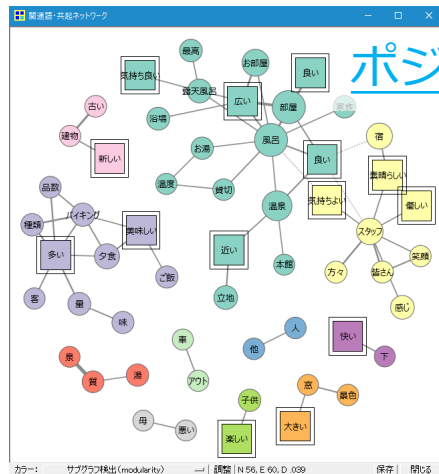 関連語・共起ネットワーク
ポジ
最高
お部屋
良い
気持ち良い
露天風呂
広い
部屋
浴場
古い
風呂
宿
建物
お湯
新しい
良い
素晴らしい
温度
貸切
品数
気持ちよい
優しい
バイキング
温泉
種類
美味しい
スタッフ
多い
夕食
近い
笑顔
ご飯
本館
方々
皆さん
客
量
立地
感じ
味
人
車
他
快い
泉
下
湯
質
アウト
窓
子供
景色
母
悪い
楽しい
大きい
カラー: サブグラフ検出(modularity) 調整 N 56, E 60, D .039 保存 閉じる